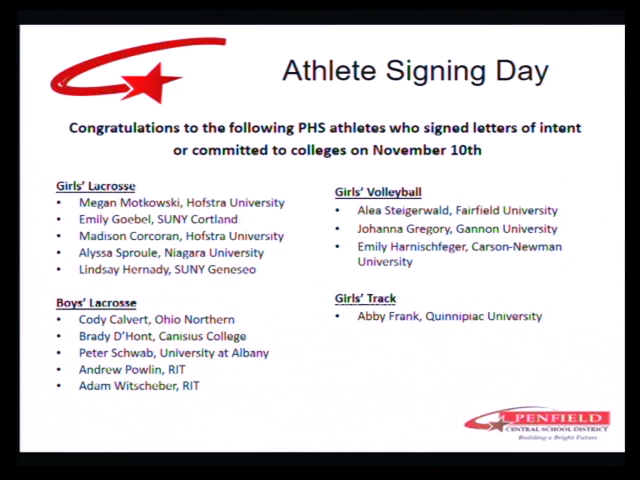 Athlete Signing Day
Congratulations to the following PHS athletes who signed letters of intent
or committed to colleges on November 10th
Girls' Lacrosse
• Megan Motkowski, Hofstra University
• Emily Goebel, SUNY Cortland
• Madison Corcoran, Hofstra University
• Alyssa Sproule, Niagara University
• Lindsay Hernady, SUNY Geneseo
Boys' Lacrosse
• Cody Calvert, Ohio Northern
• Brady D'Hont, Canisius College
• Peter Schwab, University at Albany
• Andrew Powlin, RIT
• Adam Witscheber, RIT
Girls' Volleyball
• Alea Steigerwald, Fairfield University
• Johanna Gregory, Gannon University
• Emily Harnischfeger, Carson-Newman
University
Girls' Track
• Abby Frank, Quinnipiac University
PENFIELD
CENTRAL SCHOOL DISTRICT
Building a Bright Future